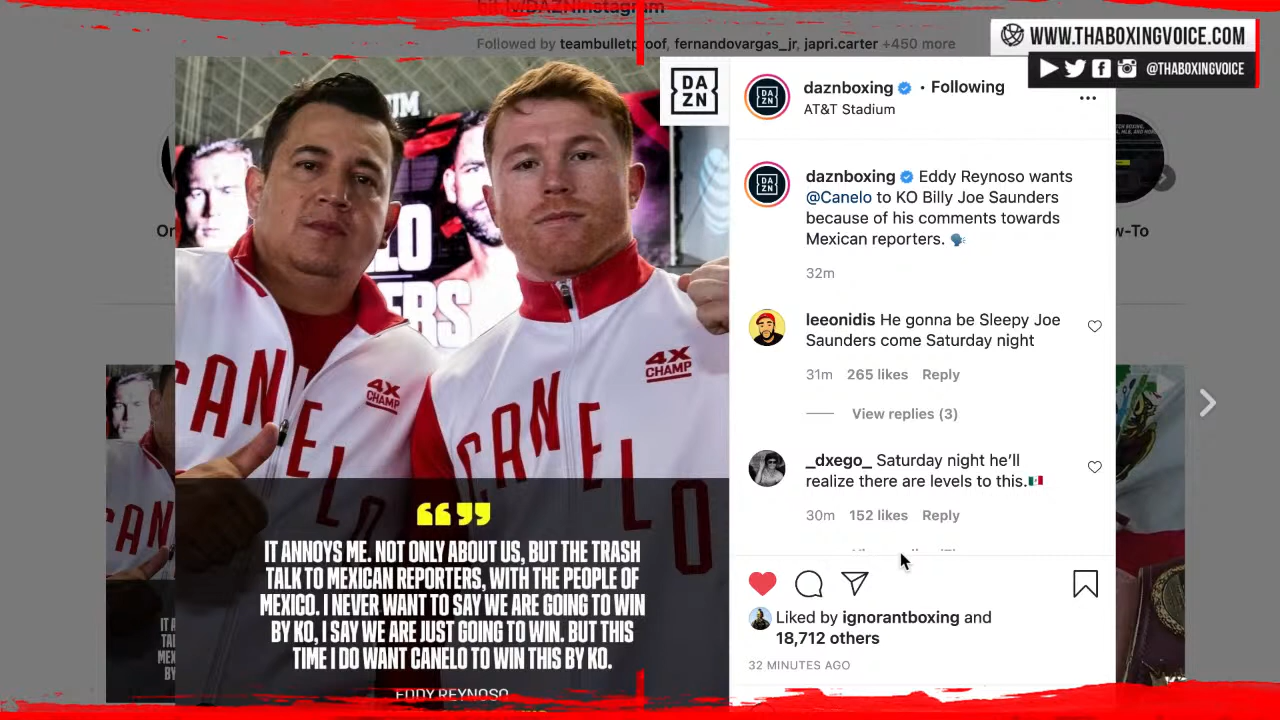 bit.ly/DAZNInstagram
Followed by teambulletproof, fernandovargas_jr, japri.carter +450 more
WWW.THABOXINGVOICE.COM
@THABOXINGVOICE
DA
ZN
daznboxing • Following
AT&T Stadium
daznboxing Eddy Reynoso wants
@Canelo to KO Billy Joe Saunders
because of his comments towards
Mexican reporters.
32m
leeonidis He gonna be Sleepy Joe
Saunders come Saturday night
31m 265 likes Reply
View replies (3)
_dxego_ Saturday night he'll
realize there are levels to this.🇲🇽
30m 152 likes Reply
Liked by ignorantboxing and
18,712 others
32 MINUTES AGO
CANELO
4X
CHAMP
CANELO
4X
CHAMP
IT ANNOYS ME. NOT ONLY ABOUT US, BUT THE TRASH
TALK TO MEXICAN REPORTERS, WITH THE PEOPLE OF
MEXICO. I NEVER WANT TO SAY WE ARE GOING TO WIN
BY KO, I SAY WE ARE JUST GOING TO WIN. BUT THIS
TIME I DO WANT CANELO TO WIN THIS BY KO.
EDDY REYNOSO